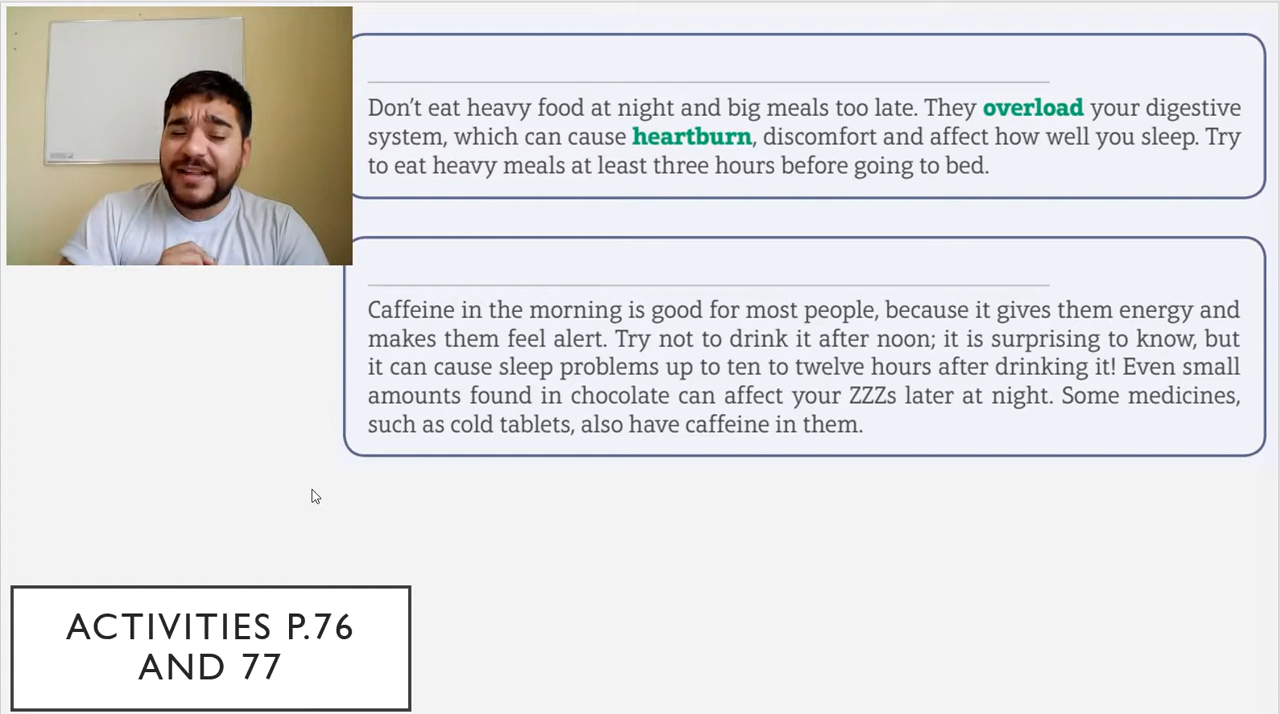 Don't eat heavy food at night and big meals too late. They overload your digestive
system, which can cause heartburn, discomfort and affect how well you sleep. Try
to eat heavy meals at least three hours before going to bed.
Caffeine in the morning is good for most people, because it gives them energy and
makes them feel alert. Try not to drink it after noon; it is surprising to know, but
it can cause sleep problems up to ten to twelve hours after drinking it! Even small
amounts found in chocolate can affect your ZZZs later at night. Some medicines,
such as cold tablets, also have caffeine in them.
ACTIVITIES P.76
AND 77